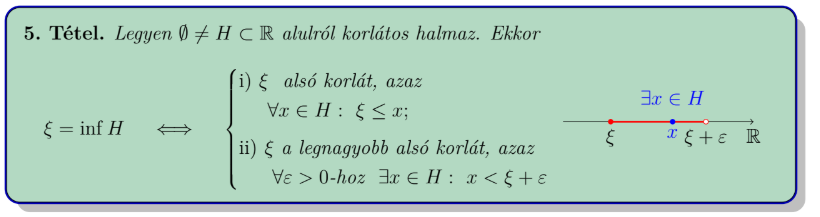 5. Tétel. Legyen ∅ ≠ H ⊂ ℝ alulról korlátos halmaz. Ekkor
ξ = inf H ⟺
i) ξ alsó korlát, azaz
∀x ∈ H : ξ ≤ x;
ii) ξ a legnagyobb alsó korlát, azaz
∀ε > 0-hoz ∃x ∈ H : x < ξ + ε
∃x ∈ H
ξ x ξ + ε ℝ